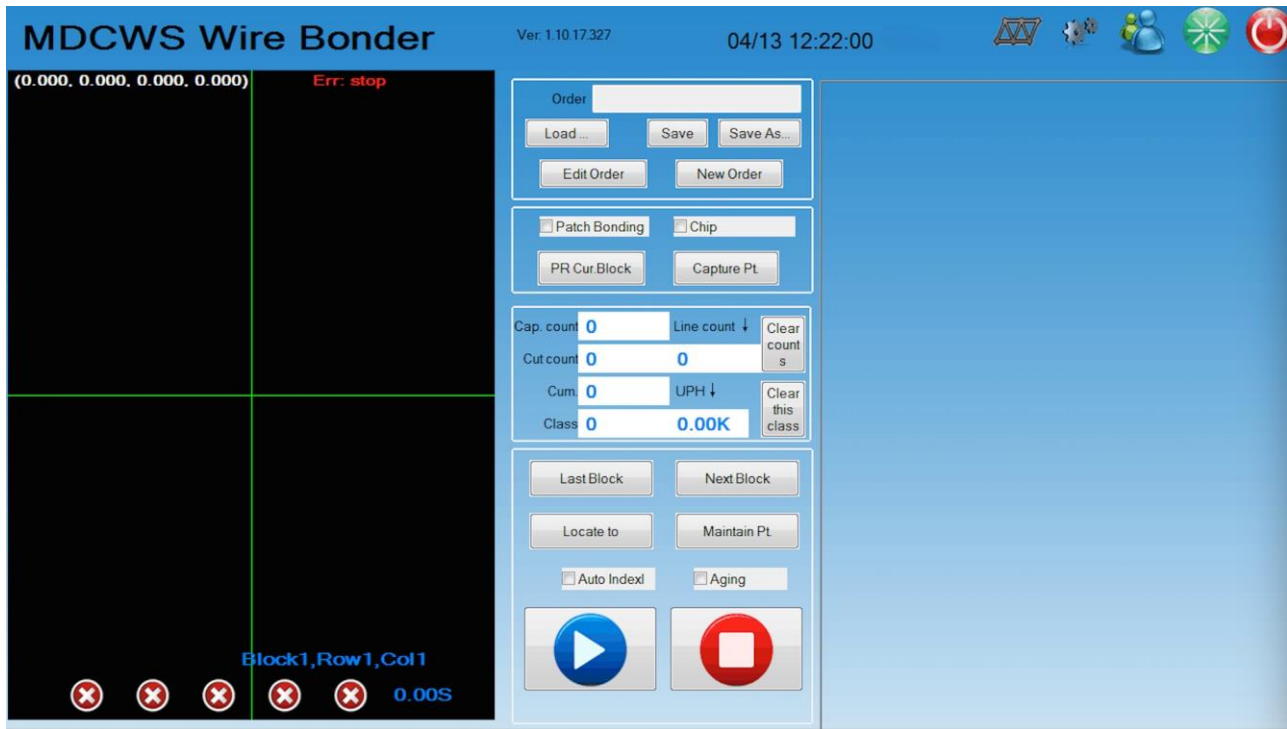 MDCWS Wire Bonder
Ver: 1.10.17.327
04/13 12:22:00
(0.000, 0.000, 0.000, 0.000)
Err: stop
Block1,Row1,Col1
0.00S
Order
Load ...
Save
Save As...
Edit Order
New Order
Patch Bonding
Chip
PR Cur.Block
Capture Pt.
Cap. count 0
Line count ↓
Clear
count
s
Cut count 0
0
Cum. 0
UPH ↓
Clear
this
class
Class 0
0.00K
Last Block
Next Block
Locate to
Maintain Pt.
Auto Indexl
Aging